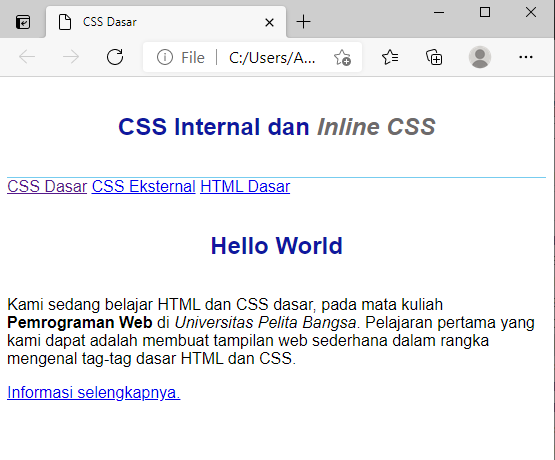 CSS Dasar
File C:/Users/A...
CSS Internal dan Inline CSS
CSS Dasar CSS Eksternal HTML Dasar
Hello World
Kami sedang belajar HTML dan CSS dasar, pada mata kuliah
Pemrograman Web di Universitas Pelita Bangsa. Pelajaran pertama yang
kami dapat adalah membuat tampilan web sederhana dalam rangka
mengenal tag-tag dasar HTML dan CSS.
Informasi selengkapnya.